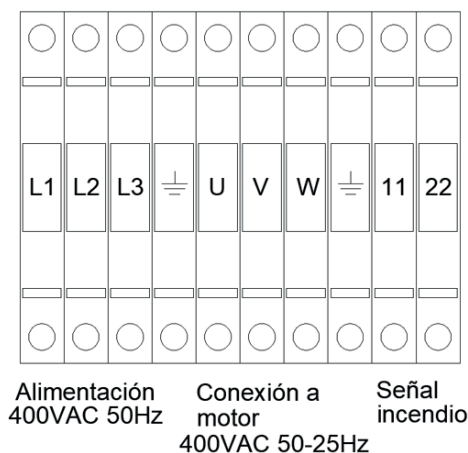 L1 L2 L3 U V W 11 22
Alimentación Conexión a Señal
400VAC 50Hz motor incendio
400VAC 50-25Hz